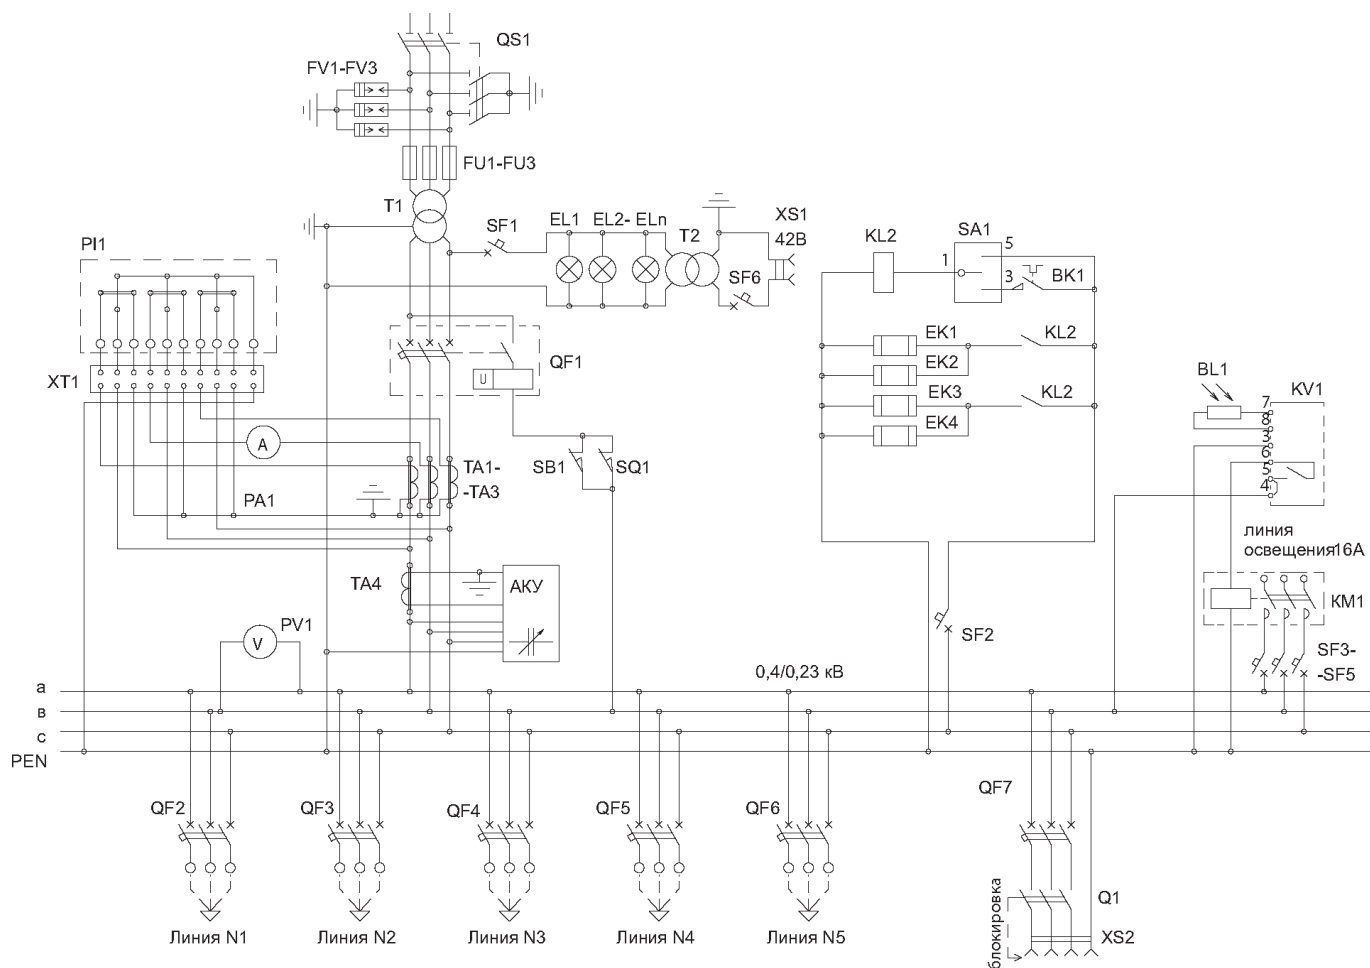 QS1
FV1-FV3
FU1-FU3
T1
SF1
EL1
EL2- ELn
T2
XS1
42В
SF6
KL2
SA1
1
5
3
BK1
PI1
XT1
QF1
U
EK1
KL2
EK2
EK3
KL2
EK4
BL1
KV1
7
8
3
6
5
4
A
PA1
TA1-
-TA3
SB1
SQ1
TA4
АКУ
PV1
V
SF2
линия
освещения16А
KM1
SF3-
-SF5
0,4/0,23 кВ
а
в
с
PEN
QF2
QF3
QF4
QF5
QF6
QF7
Q1
XS2
блокировка
Линия N1
Линия N2
Линия N3
Линия N4
Линия N5